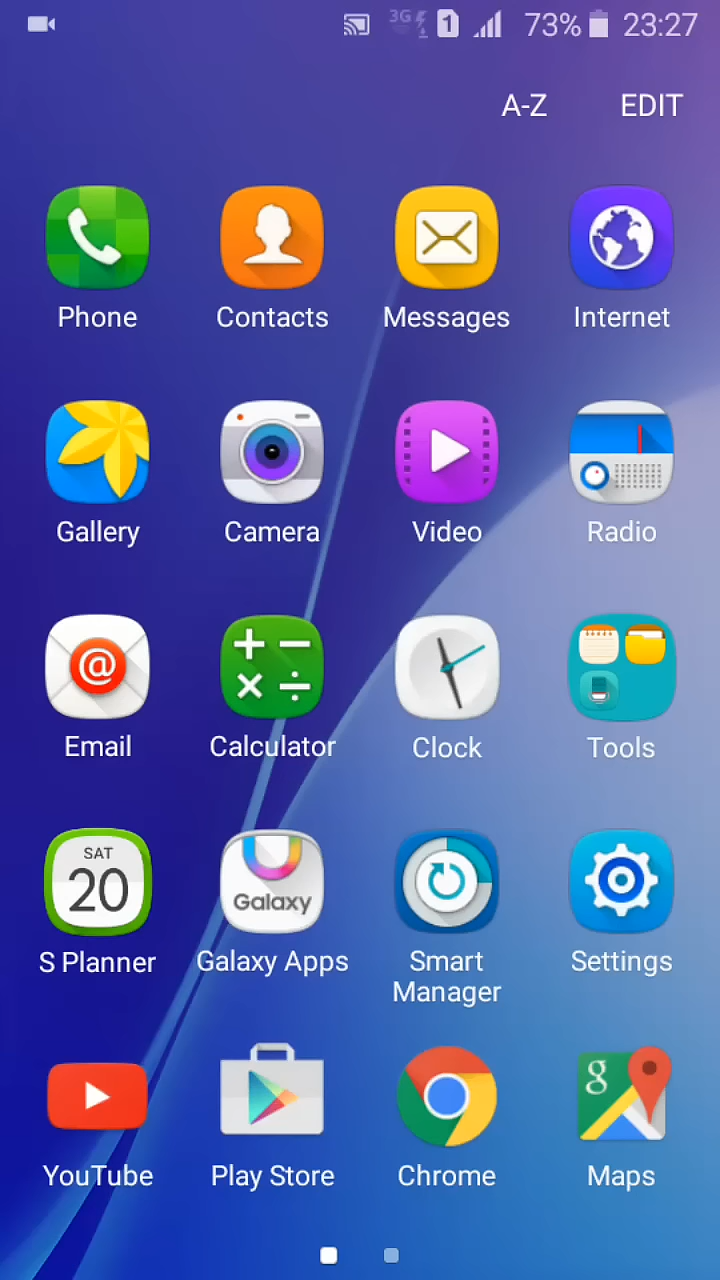 3G 1 73% 23:27
A-Z EDIT
Phone Contacts Messages Internet
Gallery Camera Video Radio
@
Email Calculator Clock Tools
SAT
20
Galaxy
S Planner Galaxy Apps Smart Manager Settings
g
YouTube Play Store Chrome Maps